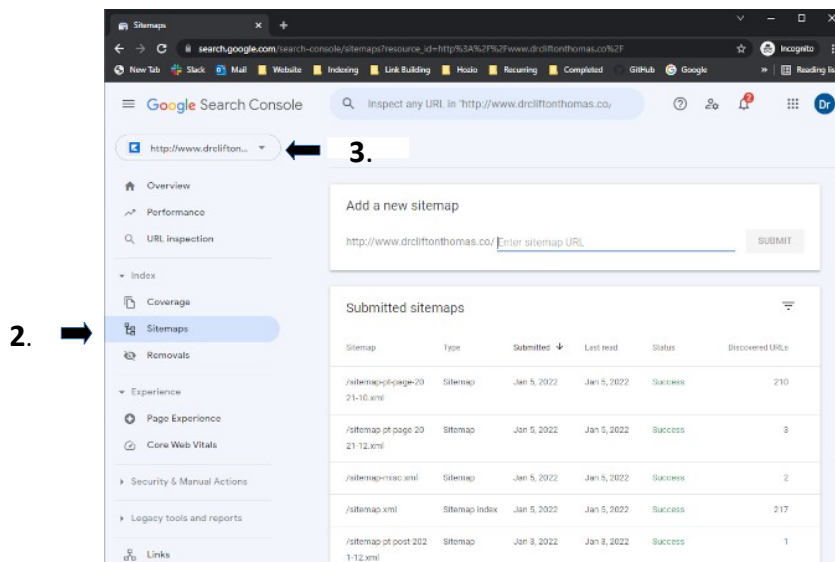 Sitemaps
search.google.com/search-console/sitemaps?resource_id=http%3A%2F%2Fwww.drcliftonthomas.co%2F
Incognito
New Tab Slack Mail Website Indexing Link Building Hozio Recurring Completed GitHub Google » Reading lis
Google Search Console
Inspect any URL in "http://www.drcliftonthomas.co/
2
Dr
http://www.drclifton...
3.
Overview
Performance
URL inspection
Index
Coverage
2.
Sitemaps
Removals
Experience
Page Experience
Core Web Vitals
Security & Manual Actions
Legacy tools and reports
Links
Add a new sitemap
http://www.drcliftonthomas.co/ Enter sitemap URL SUBMIT
Submitted sitemaps
Sitemap Type Submitted Last read Status Discovered URLs
/sitemap-pt-page-20 Sitemap Jan 5, 2022 Jan 5, 2022 Success 210
21-10.xml
/sitemap-pt-page-20 Sitemap Jan 5, 2022 Jan 5, 2022 Success 3
21-12.xml
/sitemap-misc.xml Sitemap Jan 5, 2022 Jan 5, 2022 Success 2
/sitemap.xml Sitemap index Jan 5, 2022 Jan 5, 2022 Success 217
/sitemap-pt-post-202 Sitemap Jan 3, 2022 Jan 3, 2022 Success 1
1-12.xml